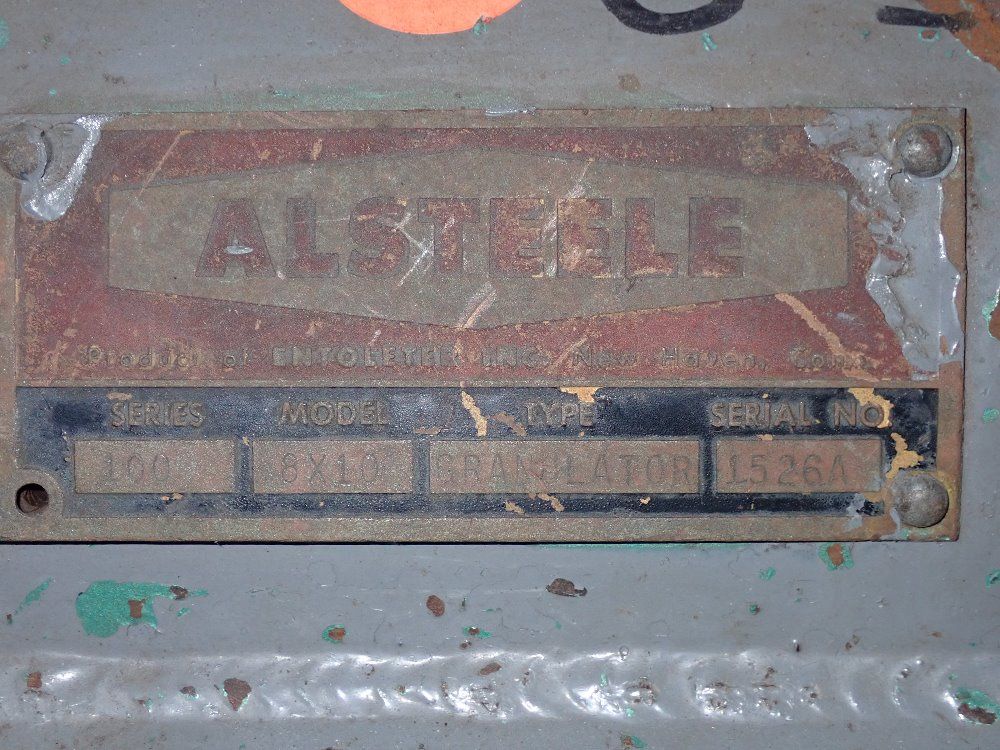 ALSTEELE
Product of ENTOLETER INC. New Haven, Conn.
SERIES MODEL TYPE SERIAL NO.
100 8X10 GRANULATOR 1526A